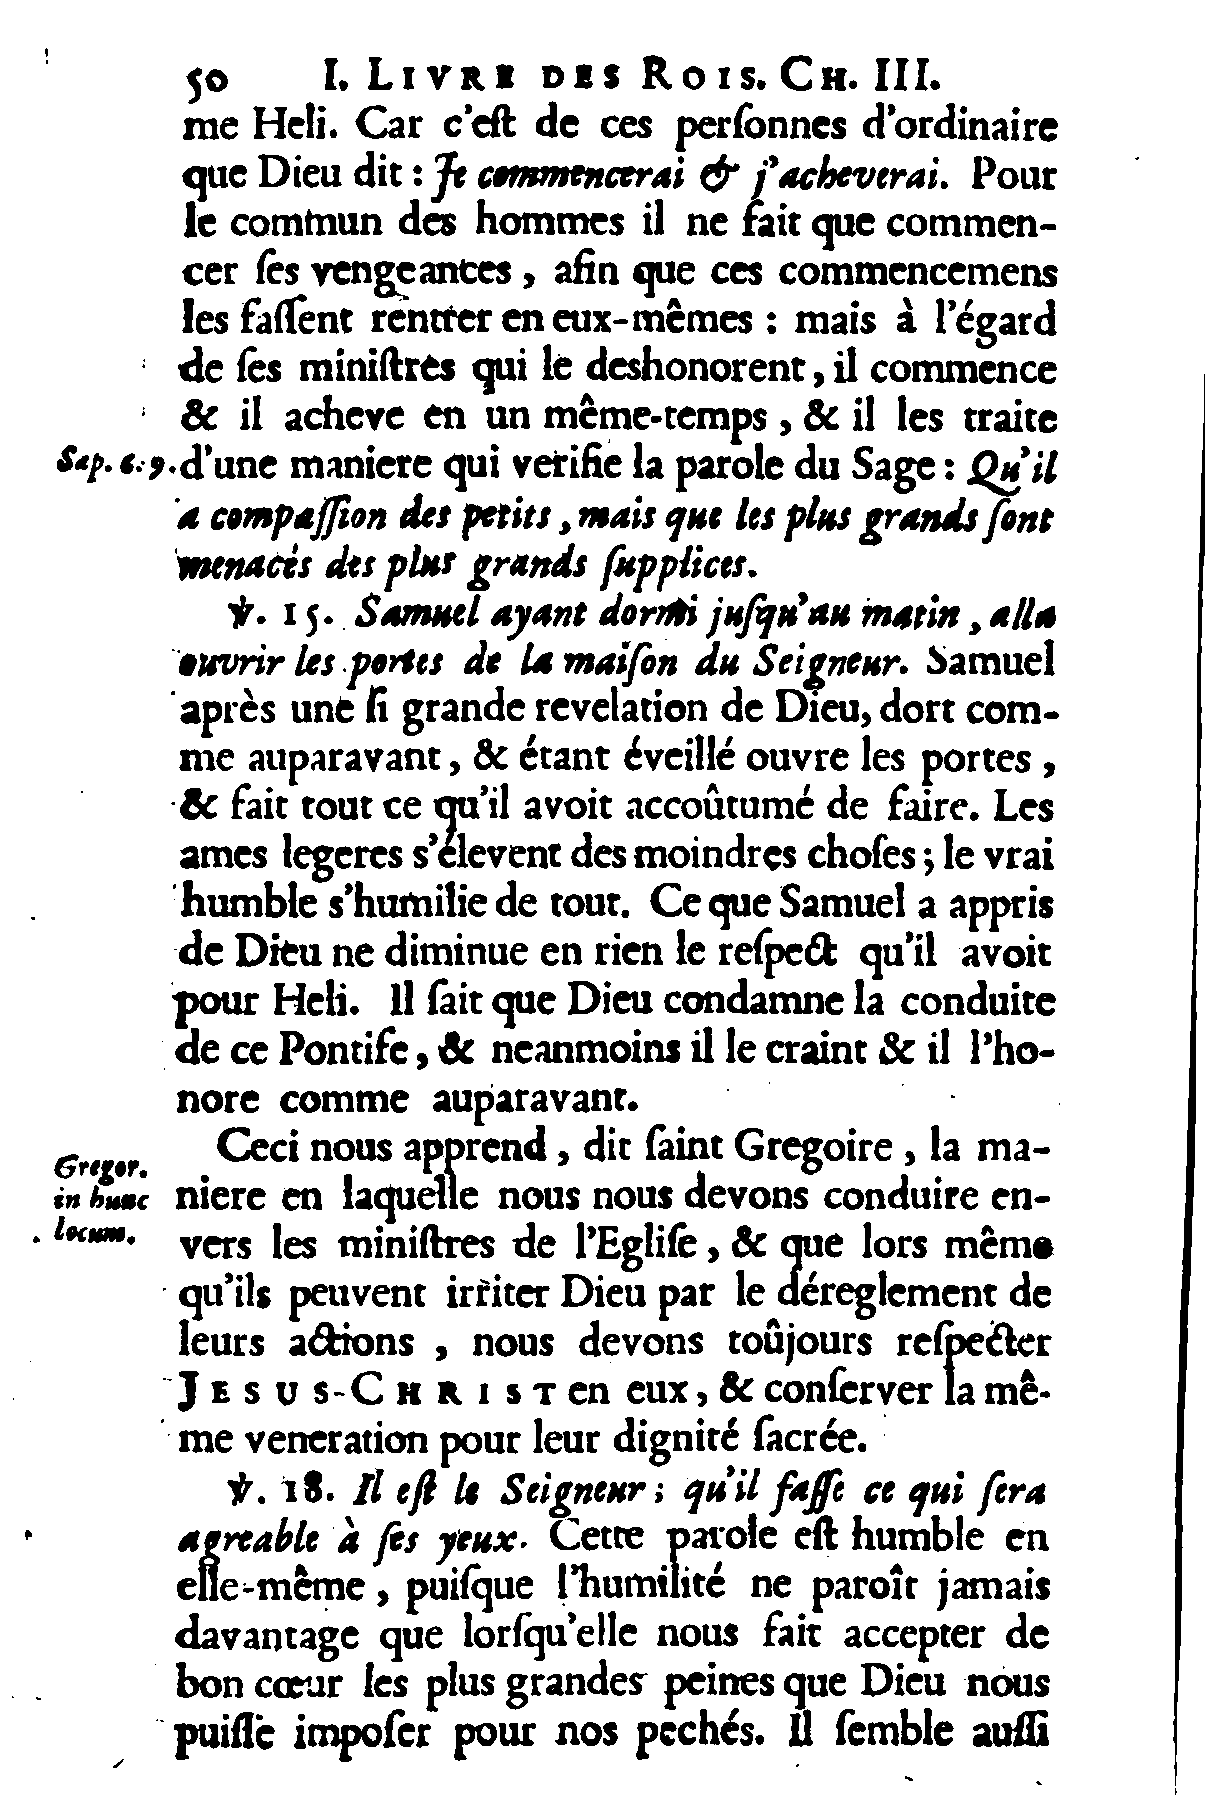 50 I. LIVRE DES ROIS. CH. III.
me Heli. Car c'eſt de ces perſonnes d'ordinaire
que Dieu dit : Je commencerai & j'acheverai. Pour
le commun des hommes il ne fait que commen-
cer ſes vengeances, afin que ces commencemens
les faſſent rentrer en eux-mêmes : mais à l'égard
de ſes miniſtres qui le deshonorent, il commence
& il acheve en un même-temps, & il les traite
Sap. 6. 9. d'une maniere qui verifie la parole du Sage : Qu'il
a compaſſion des petits, mais que les plus grands ſont
menacés des plus grands ſupplices.
℣. 15. Samuel ayant dormi juſqu'au matin, alla
ouvrir les portes de la maiſon du Seigneur. Samuel
après une ſi grande revelation de Dieu, dort com-
me auparavant, & étant éveillé ouvre les portes,
& fait tout ce qu'il avoit accoûtumé de faire. Les
ames legeres s'élevent des moindres choſes ; le vrai
humble s'humilie de tout. Ce que Samuel a appris
de Dieu ne diminue en rien le reſpect qu'il avoit
pour Heli. Il ſait que Dieu condamne la conduite
de ce Pontife, & neanmoins il le craint & il l'ho-
nore comme auparavant.
Ceci nous apprend, dit ſaint Gregoire, la ma-
Gregor.
in hunc
locum.
niere en laquelle nous nous devons conduire en-
vers les miniſtres de l'Egliſe, & que lors même
qu'ils peuvent irriter Dieu par le déreglement de
leurs actions, nous devons toûjours reſpecter
JESUS-CHRIST en eux, & conſerver la mê-
me veneration pour leur dignité ſacrée.
℣. 18. Il eſt le Seigneur ; qu'il faſſe ce qui ſera
agreable à ſes yeux. Cette parole eſt humble en
elle-même, puiſque l'humilité ne paroît jamais
davantage que lorſqu'elle nous fait accepter de
bon cœur les plus grandes peines que Dieu nous
puiſſe impoſer pour nos pechés. Il ſemble auſſi